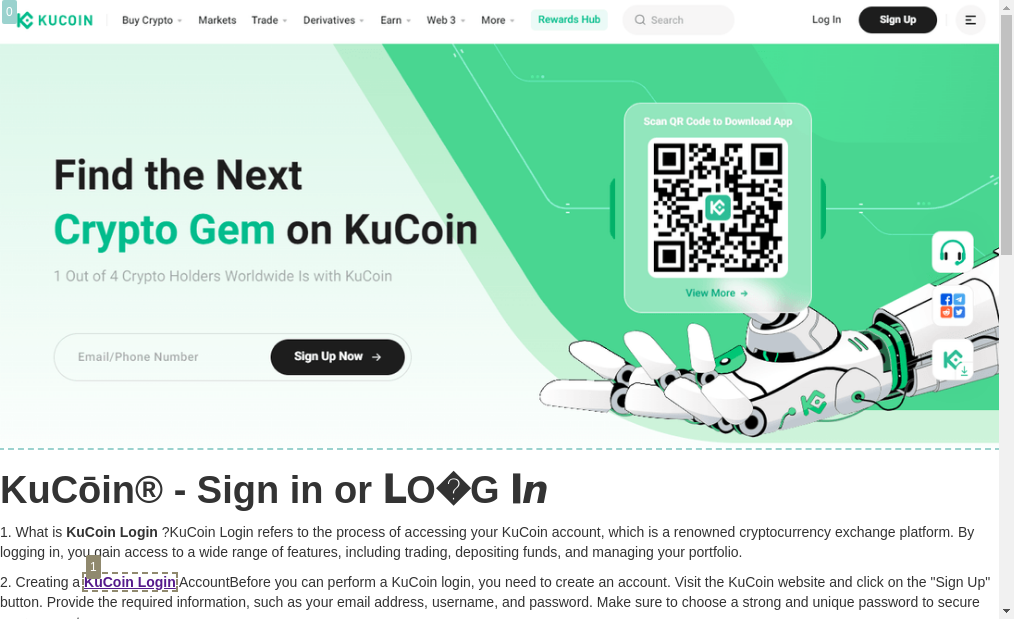 0
KUCOIN Buy Crypto Markets Trade Derivatives Earn Web 3 More Rewards Hub Search Log In Sign Up
Scan QR Code to Download App
Find the Next
Crypto Gem on KuCoin
1 Out of 4 Crypto Holders Worldwide Is with KuCoin
View More →
Email/Phone Number Sign Up Now →
KuCōin® - Sign in or 𝗟O�G 𝗜𝙣
1. What is KuCoin Login ?KuCoin Login refers to the process of accessing your KuCoin account, which is a renowned cryptocurrency exchange platform. By
logging in, you gain access to a wide range of features, including trading, depositing funds, and managing your portfolio.
1
2. Creating a KuCoin Login AccountBefore you can perform a KuCoin login, you need to create an account. Visit the KuCoin website and click on the "Sign Up"
button. Provide the required information, such as your email address, username, and password. Make sure to choose a strong and unique password to secure